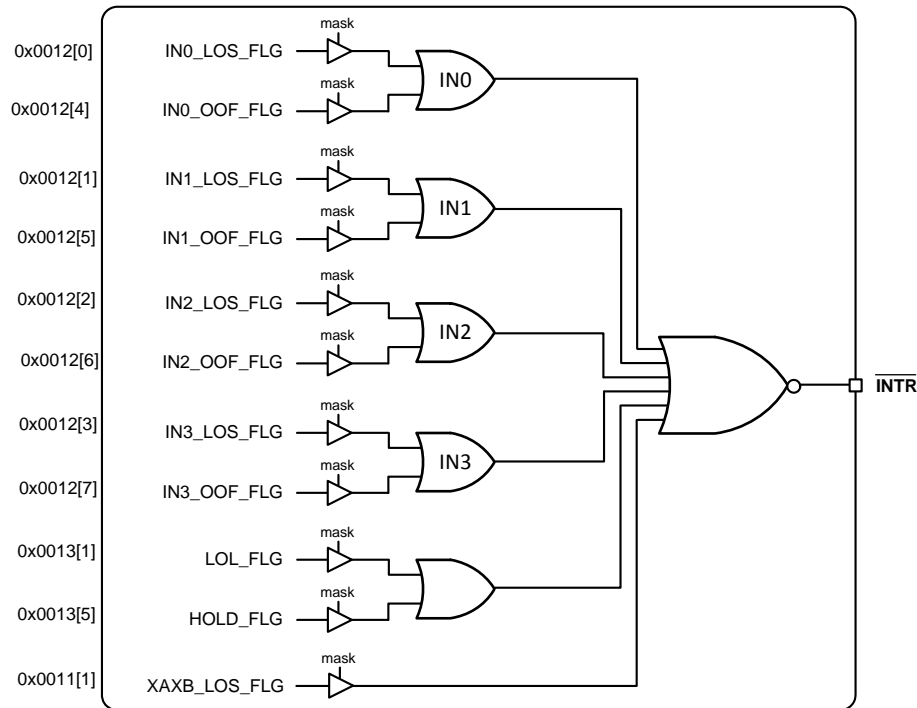 mask
0x0012[0] IN0_LOS_FLG
IN0
mask
0x0012[4] IN0_OOF_FLG
mask
0x0012[1] IN1_LOS_FLG
IN1
mask
0x0012[5] IN1_OOF_FLG
mask
0x0012[2] IN2_LOS_FLG
IN2
mask
0x0012[6] IN2_OOF_FLG
INTR
mask
0x0012[3] IN3_LOS_FLG
IN3
mask
0x0012[7] IN3_OOF_FLG
mask
0x0013[1] LOL_FLG
mask
0x0013[5] HOLD_FLG
mask
0x0011[1] XAXB_LOS_FLG